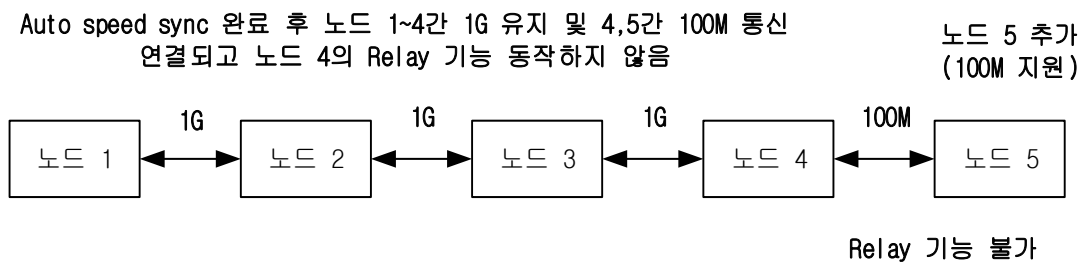 Auto speed sync 완료 후 노드 1~4간 1G 유지 및 4,5간 100M 통신
연결되고 노드 4의 Relay 기능 동작하지 않음
노드 5 추가
(100M 지원)
1G
1G
1G
100M
노드 1
노드 2
노드 3
노드 4
노드 5
Relay 기능 불가